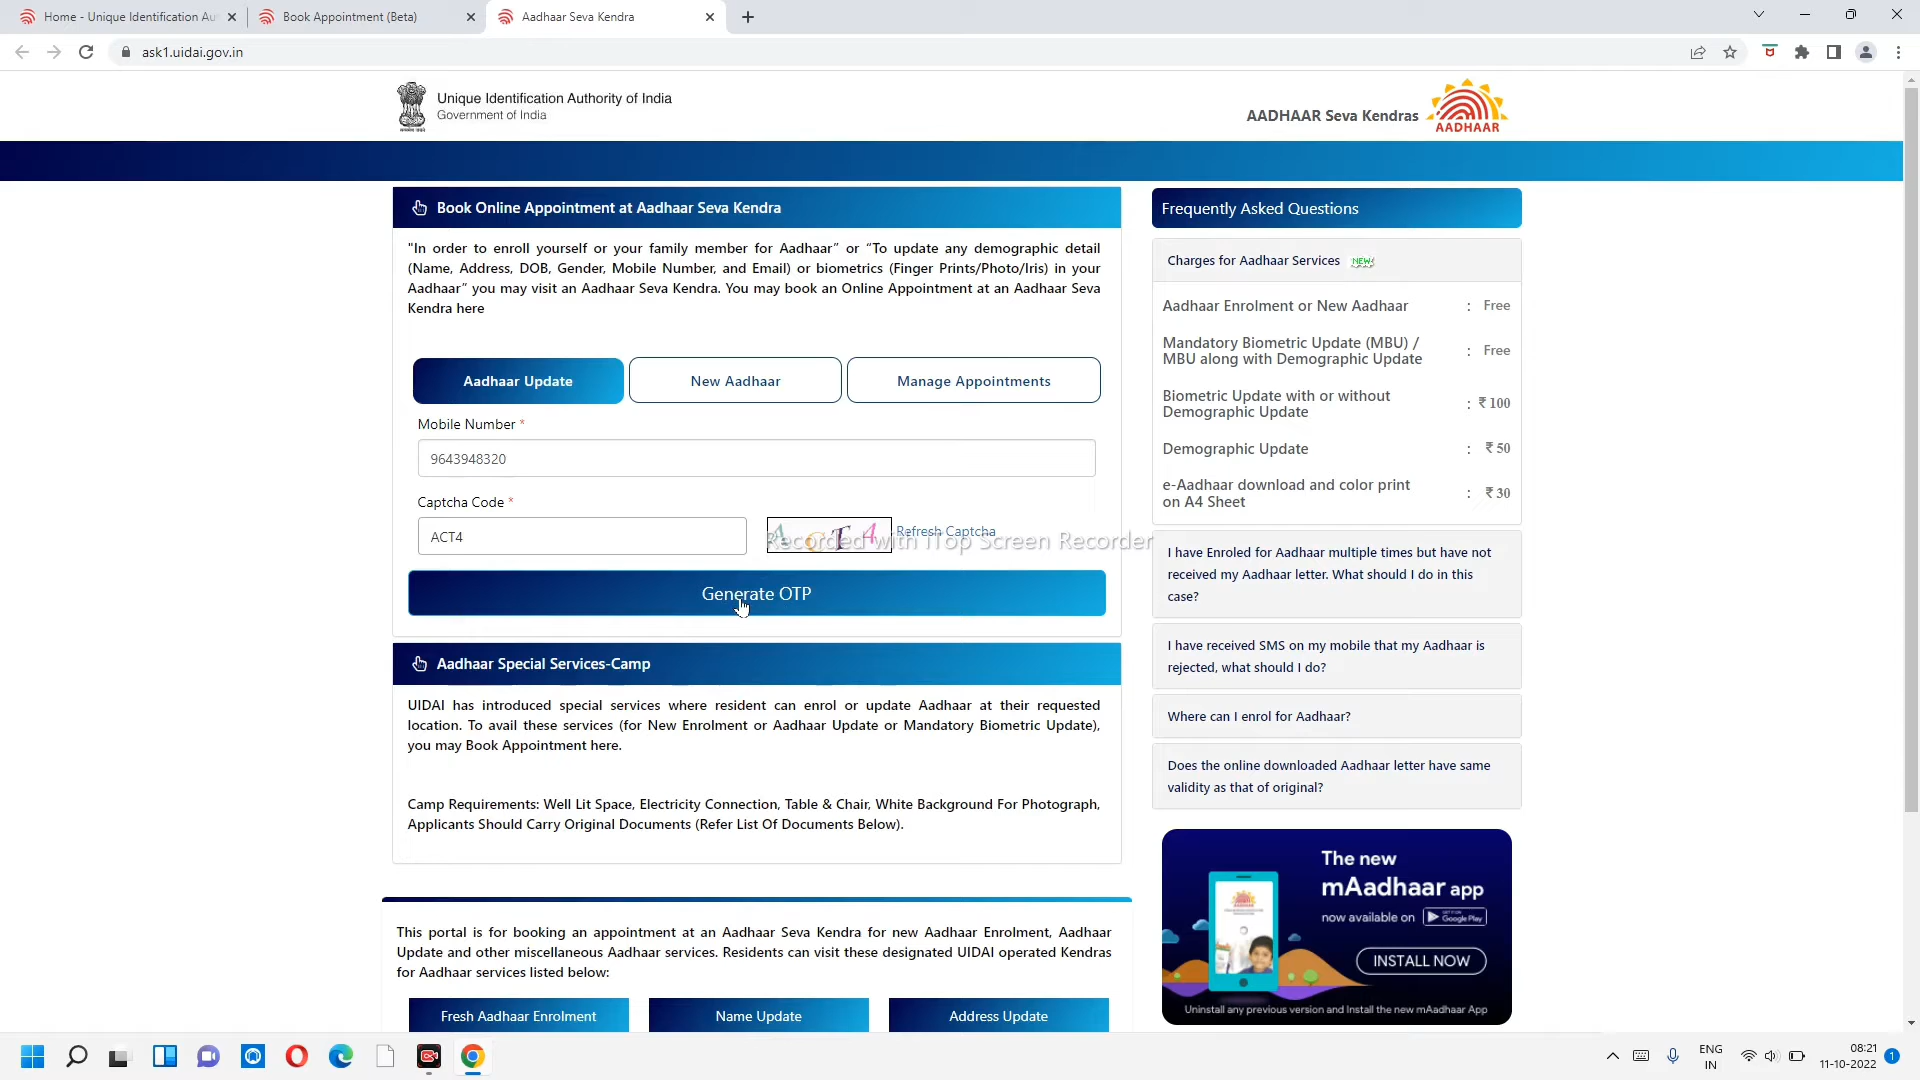 Home - Unique Identification Au
Book Appointment (Beta)
Aadhaar Seva Kendra
ask1.uidai.gov.in
Unique Identification Authority of India
Government of India
AADHAAR Seva Kendras
AADHAAR
Book Online Appointment at Aadhaar Seva Kendra
"In order to enroll yourself or your family member for Aadhaar” or “To update any demographic detail
(Name, Address, DOB, Gender, Mobile Number, and Email) or biometrics (Finger Prints/Photo/Iris) in your
Aadhaar” you may visit an Aadhaar Seva Kendra. You may book an Online Appointment at an Aadhaar Seva
Kendra here
Aadhaar Update
New Aadhaar
Manage Appointments
Mobile Number *
9643948320
Captcha Code *
ACT4
A C T 4
Refresh Captcha
Recorded with iTop Screen Recorder
Generate OTP
Aadhaar Special Services-Camp
UIDAI has introduced special services where resident can enrol or update Aadhaar at their requested
location. To avail these services (for New Enrolment or Aadhaar Update or Mandatory Biometric Update),
you may Book Appointment here.
Camp Requirements: Well Lit Space, Electricity Connection, Table & Chair, White Background For Photograph,
Applicants Should Carry Original Documents (Refer List Of Documents Below).
This portal is for booking an appointment at an Aadhaar Seva Kendra for new Aadhaar Enrolment, Aadhaar
Update and other miscellaneous Aadhaar services. Residents can visit these designated UIDAI operated Kendras
for Aadhaar services listed below:
Fresh Aadhaar Enrolment
Name Update
Address Update
Frequently Asked Questions
Charges for Aadhaar Services NEW
Aadhaar Enrolment or New Aadhaar : Free
Mandatory Biometric Update (MBU) /
MBU along with Demographic Update : Free
Biometric Update with or without
Demographic Update : ₹ 100
Demographic Update : ₹ 50
e-Aadhaar download and color print
on A4 Sheet : ₹ 30
I have Enroled for Aadhaar multiple times but have not
received my Aadhaar letter. What should I do in this
case?
I have received SMS on my mobile that my Aadhaar is
rejected, what should I do?
Where can I enrol for Aadhaar?
Does the online downloaded Aadhaar letter have same
validity as that of original?
The new
mAadhaar app
now available on GET IT ON Google Play
INSTALL NOW
Uninstall any previous version and Install the new mAadhaar App
ENG
IN
08:21
11-10-2022
1